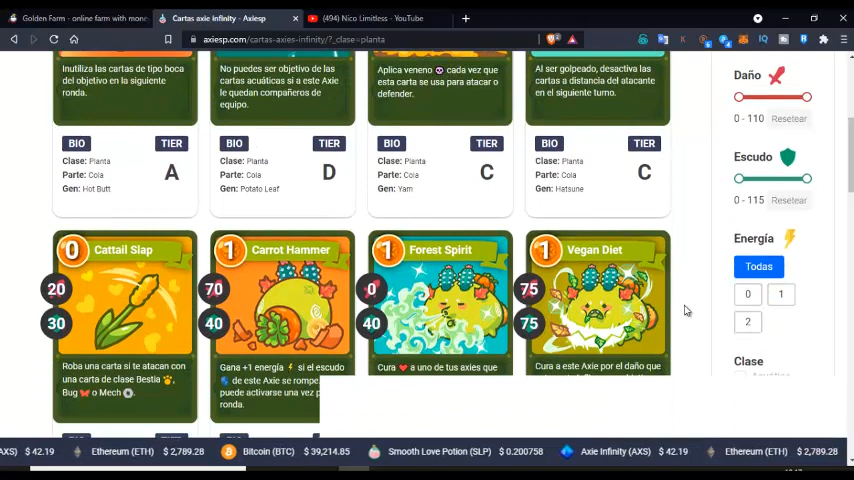 Golden Farm - online farm with mone
Cartas axie infinity - Axiesp
(494) Nico Limitless - YouTube
axiesp.com/cartas-axies-infinity/?_clase=planta
Inutiliza las cartas de tipo boca
del objetivo en la siguiente
ronda.
BIO TIER
Clase: Planta
Parte: Cola
Gen: Hot Butt
A
No puedes ser objetivo de las
cartas acuáticas si a este Axie
le quedan compañeros de
equipo.
BIO TIER
Clase: Planta
Parte: Cola
Gen: Potato Leaf
D
Aplica veneno cada vez que
esta carta se usa para atacar o
defender.
BIO TIER
Clase: Planta
Parte: Cola
Gen: Yam
C
Al ser golpeado, desactiva las
cartas a distancia del atacante
en el siguiente turno.
BIO TIER
Clase: Planta
Parte: Cola
Gen: Hatsune
C
0 Cattail Slap
20
30
Roba una carta si te atacan con
una carta de clase Bestia ,
Bug o Mech .
1 Carrot Hammer
70
40
Gana +1 energía si el escudo
de este Axie se rompe.
puede activarse una vez p
ronda.
1 Forest Spirit
0
40
Cura a uno de tus axies que
1 Vegan Diet
75
75
Cura a este Axie por el daño que
Daño
0 - 110 Resetear
Escudo
0 - 115 Resetear
Energía
Todas
0 1
2
Clase
(AXS) $ 42.19 Ethereum (ETH) $ 2,789.28 Bitcoin (BTC) $ 39,214.85 Smooth Love Potion (SLP) $ 0.200758 Axie Infinity (AXS) $ 42.19 Ethereum (ETH) $ 2,789.28